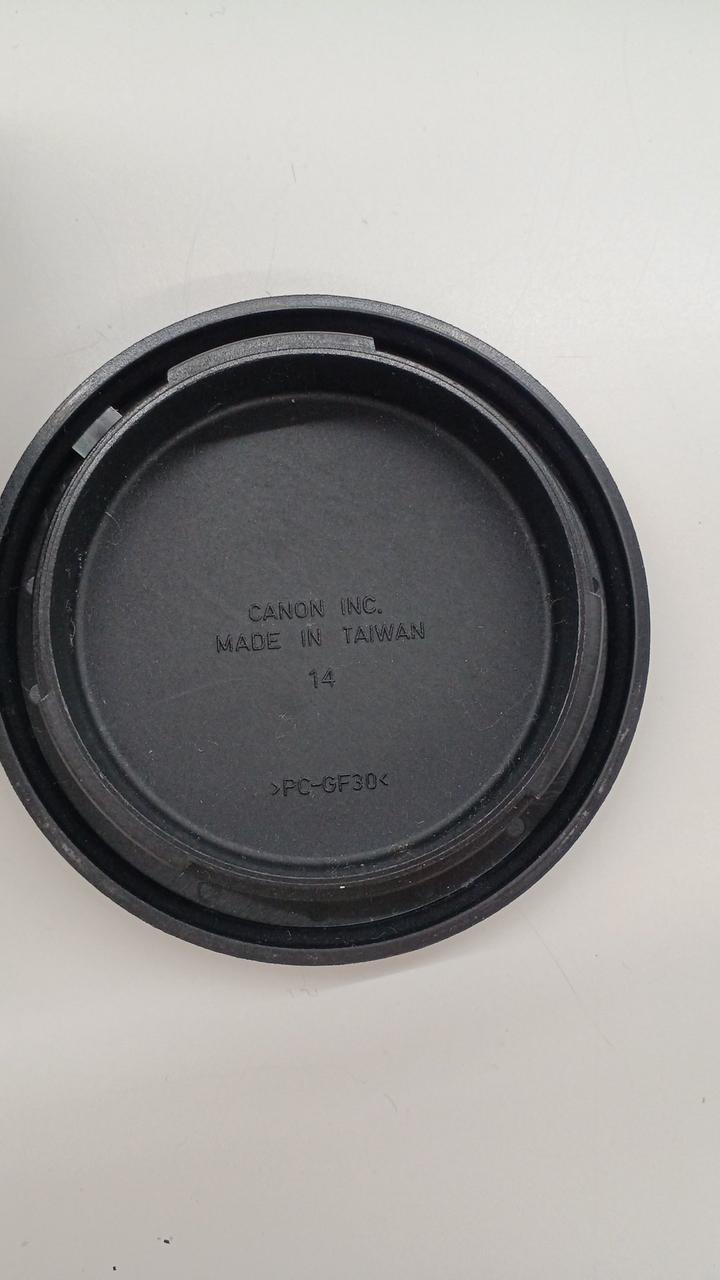 CANON INC.
MADE IN TAIWAN
14
>PC-GF30<